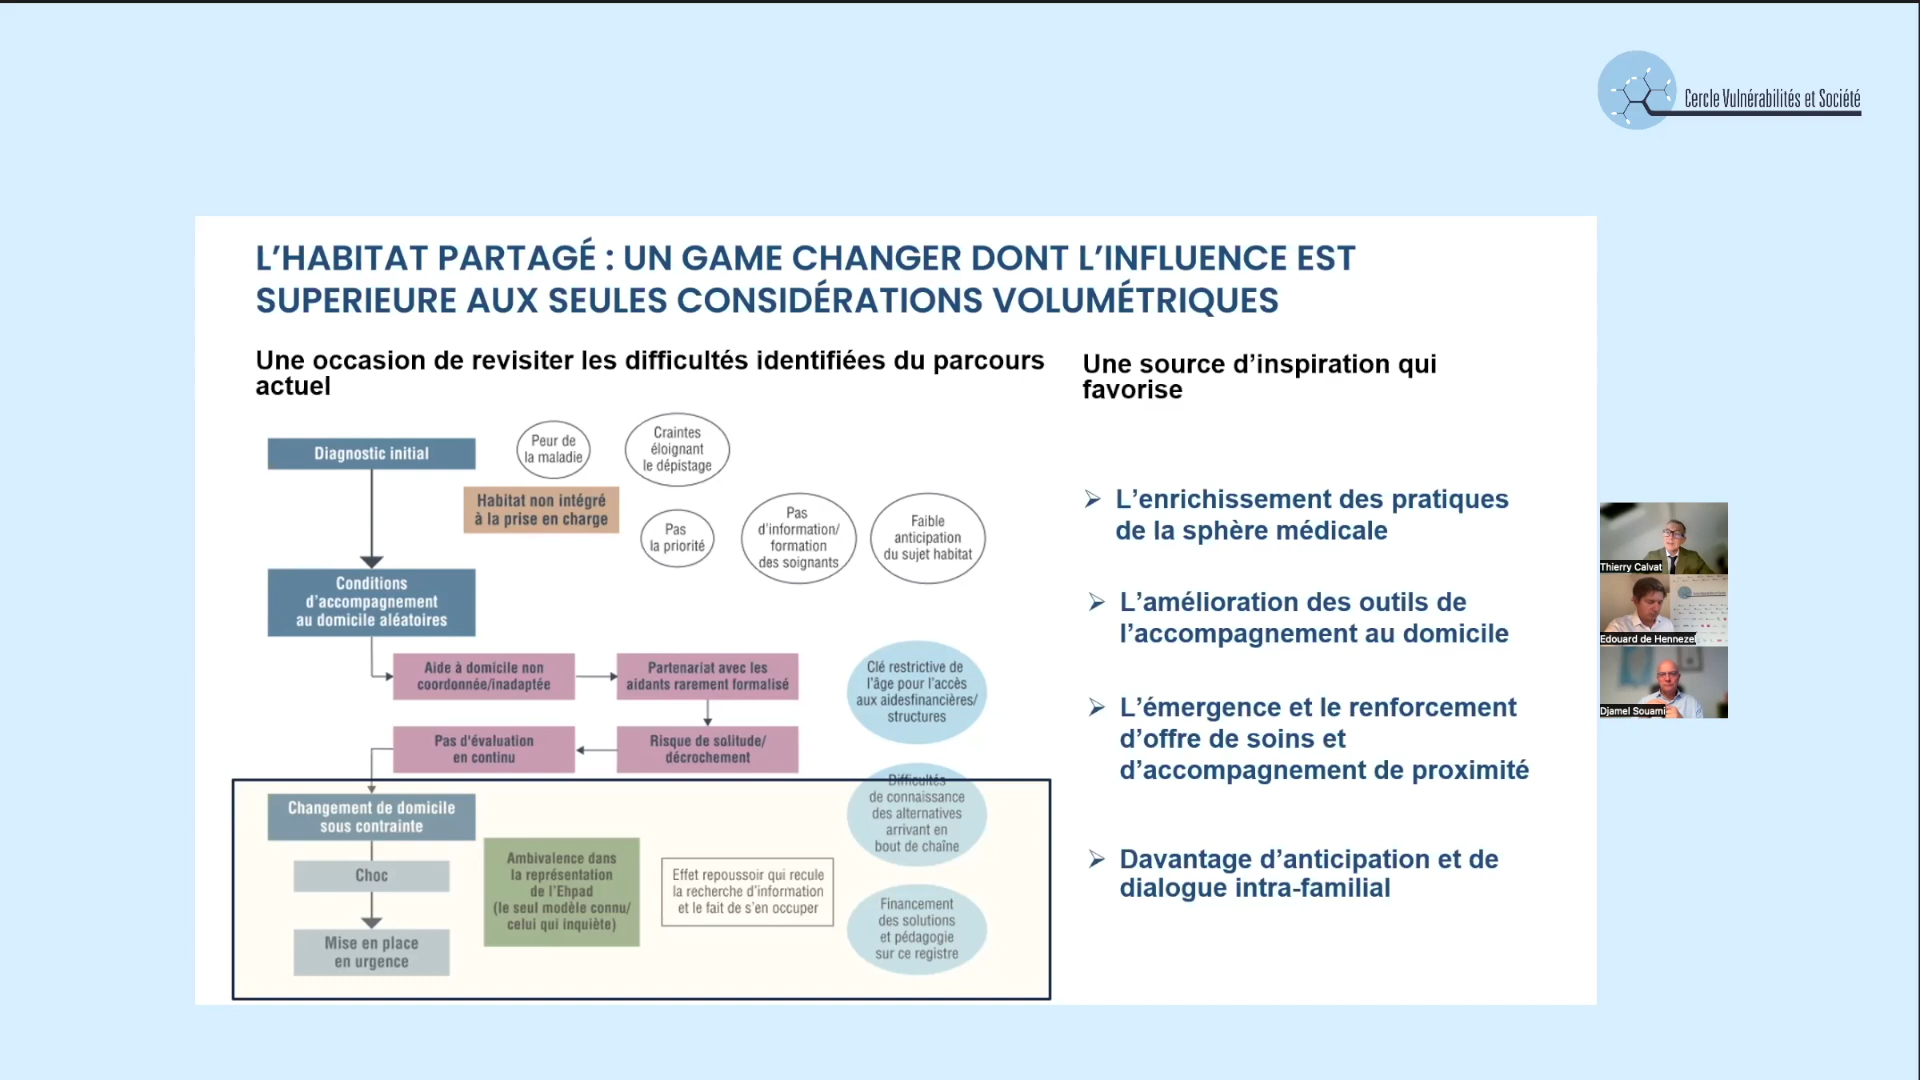 Cercle Vulnérabilités et Société
L'HABITAT PARTAGÉ : UN GAME CHANGER DONT L'INFLUENCE EST
SUPERIEURE AUX SEULES CONSIDÉRATIONS VOLUMÉTRIQUES
Une occasion de revisiter les difficultés identifiées du parcours
actuel
Diagnostic initial
Peur de
la maladie
Craintes
éloignant
le dépistage
Habitat non intégré
à la prise en charge
Pas
la priorité
Pas
d'information/
formation
des soignants
Faible
anticipation
du sujet habitat
Conditions
d'accompagnement
au domicile aléatoires
Aide à domicile non
coordonnée/inadaptée
Partenariat avec les
aidants rarement formalisé
Clé restrictive de
l'âge pour l'accès
aux aidesfinancières/
structures
Pas d'évaluation
en continu
Risque de solitude/
décrochement
Changement de domicile
sous contrainte
Difficultés
de connaissance
des alternatives
arrivant en
bout de chaîne
Choc
Ambivalence dans
la représentation
de l'Ehpad
(le seul modèle connu/
celui qui inquiète)
Effet repoussoir qui recule
la recherche d'information
et le fait de s'en occuper
Financement
des solutions
et pédagogie
sur ce registre
Mise en place
en urgence
Une source d'inspiration qui
favorise
L'enrichissement des pratiques
de la sphère médicale
L'amélioration des outils de
l'accompagnement au domicile
L'émergence et le renforcement
d'offre de soins et
d'accompagnement de proximité
Davantage d'anticipation et de
dialogue intra-familial
Thierry Calvat
Edouard de Hennezel
Djamel Souami